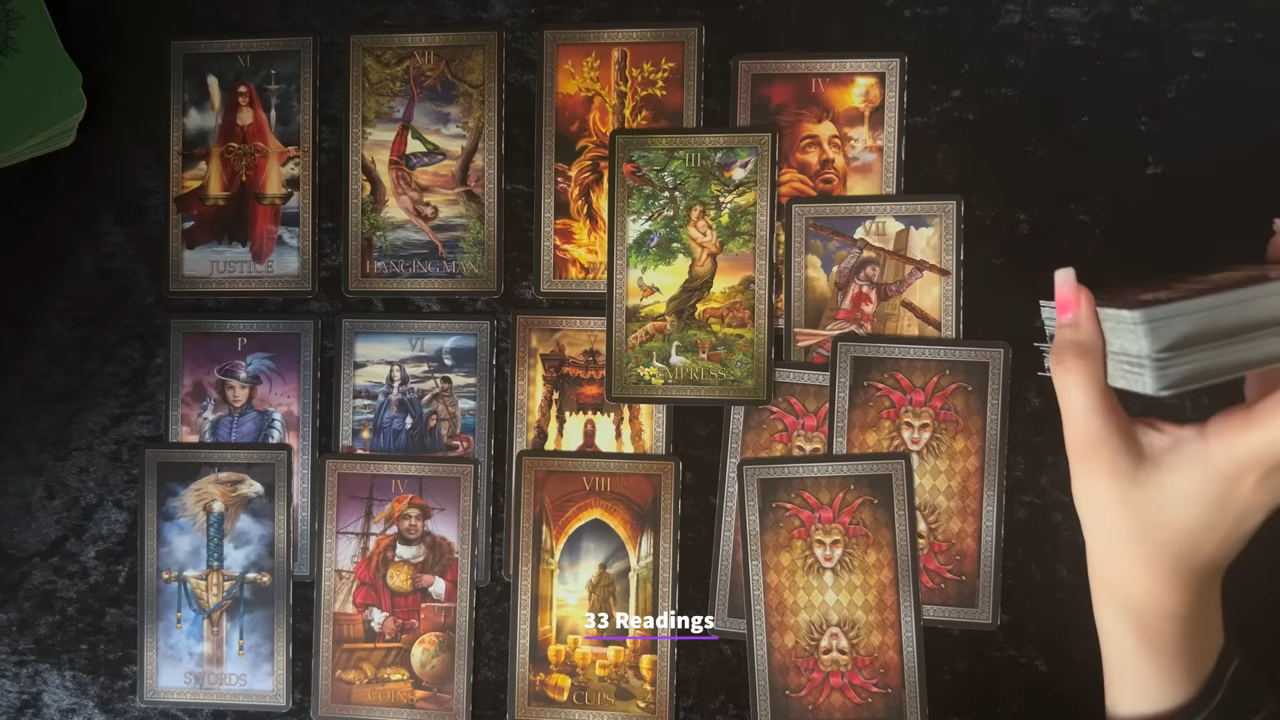 XI
JUSTICE
XII
HANGING MAN
IV
III
EMPRESS
VII
P
VI
V
I
SWORDS
IV
COINS
VIII
CUPS
33 Readings